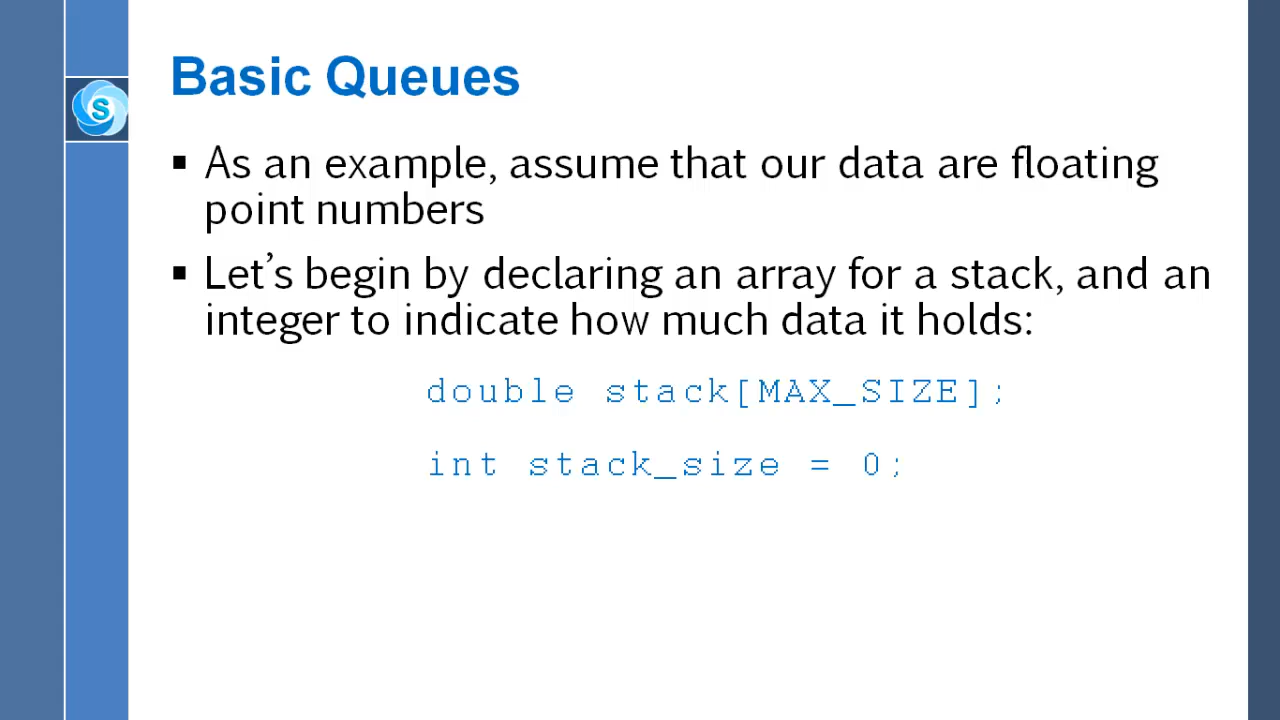 Basic Queues
S
▪ As an example, assume that our data are floating
point numbers
▪ Let’s begin by declaring an array for a stack, and an
integer to indicate how much data it holds:
double stack[MAX_SIZE];
int stack_size = 0;